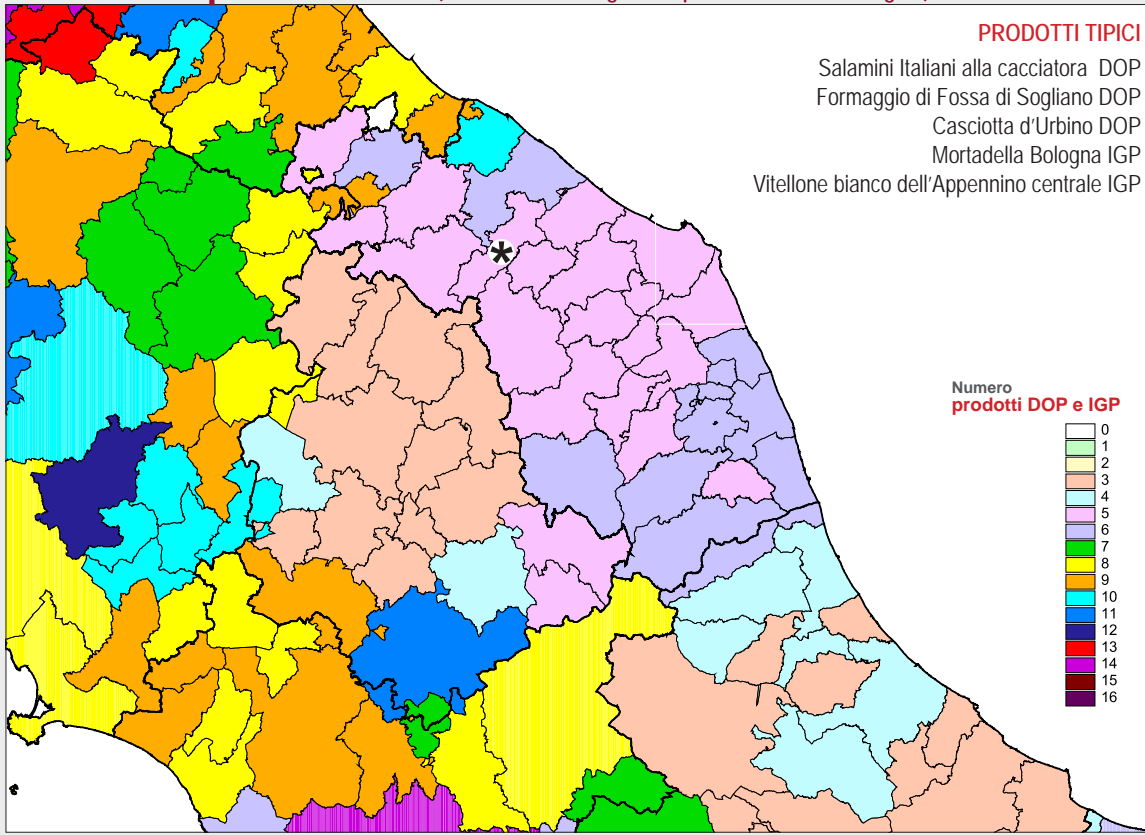 PRODOTTI TIPICI
Salamini Italiani alla cacciatora DOP
Formaggio di Fossa di Sogliano DOP
Casciotta d'Urbino DOP
Mortadella Bologna IGP
Vitellone bianco dell'Appennino centrale IGP
*
Numero
prodotti DOP e IGP
0
1
2
3
4
5
6
7
8
9
10
11
12
13
14
15
16